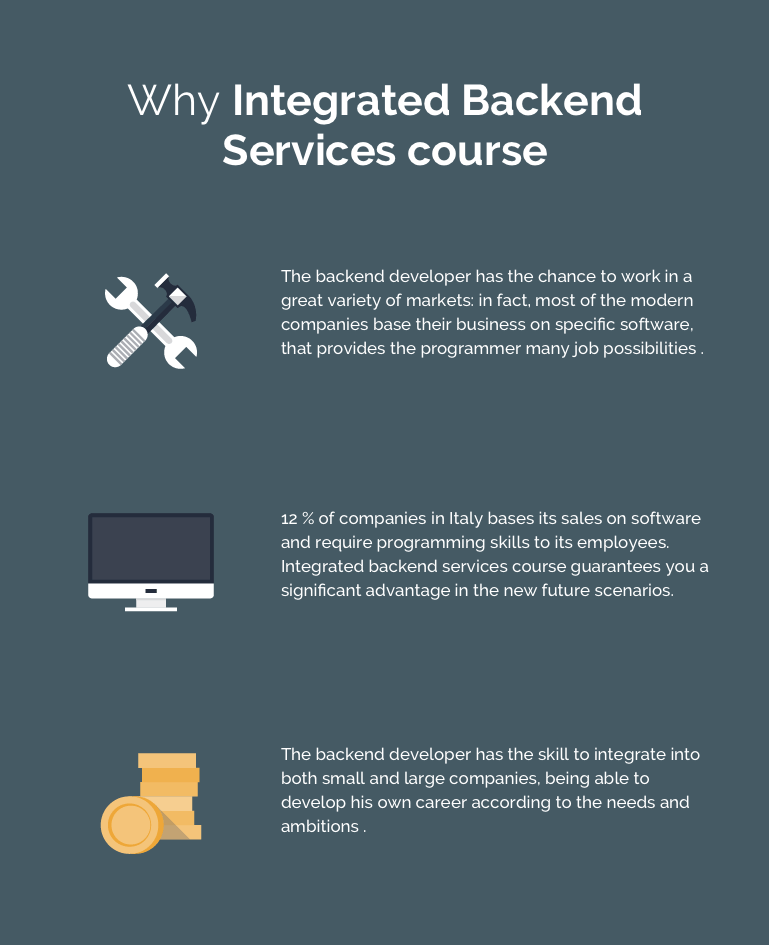 Why Integrated Backend
Services course
The backend developer has the chance to work in a
great variety of markets: in fact, most of the modern
companies base their business on specific software,
that provides the programmer many job possibilities .
12 % of companies in Italy bases its sales on software
and require programming skills to its employees.
Integrated backend services course guarantees you a
significant advantage in the new future scenarios.
The backend developer has the skill to integrate into
both small and large companies, being able to
develop his own career according to the needs and
ambitions .